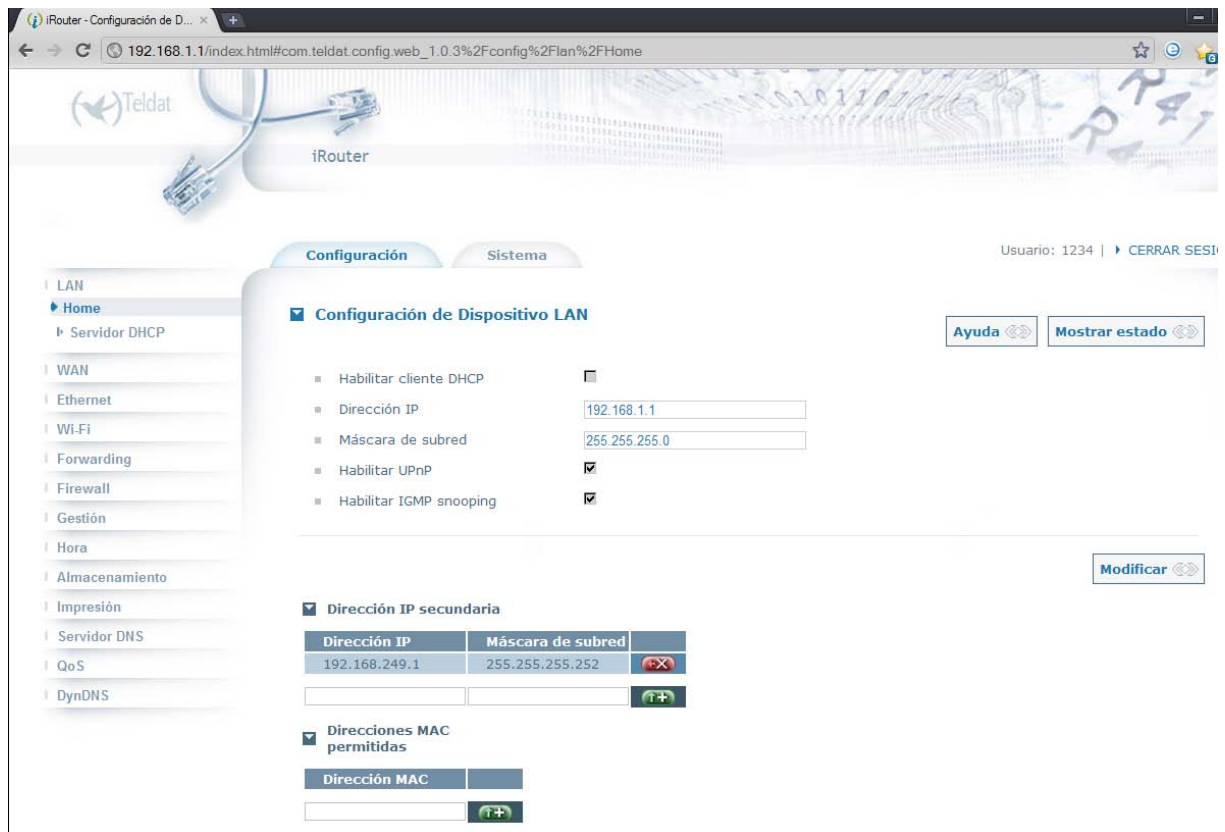 iRouter - Configuración de D...
192.168.1.1/index.html#com.teldat.config.web_1.0.3%2Fconfig%2Flan%2FHome
Teldat
iRouter
Configuración
Sistema
Usuario: 1234 | CERRAR SESI
LAN
Home
Servidor DHCP
WAN
Ethernet
Wi-Fi
Forwarding
Firewall
Gestión
Hora
Almacenamiento
Impresión
Servidor DNS
QoS
DynDNS
Configuración de Dispositivo LAN
Ayuda
Mostrar estado
Habilitar cliente DHCP
Dirección IP 192.168.1.1
Máscara de subred 255.255.255.0
Habilitar UPnP
Habilitar IGMP snooping
Modificar
Dirección IP secundaria
Dirección IP Máscara de subred
192.168.249.1 255.255.255.252
Direcciones MAC
permitidas
Dirección MAC